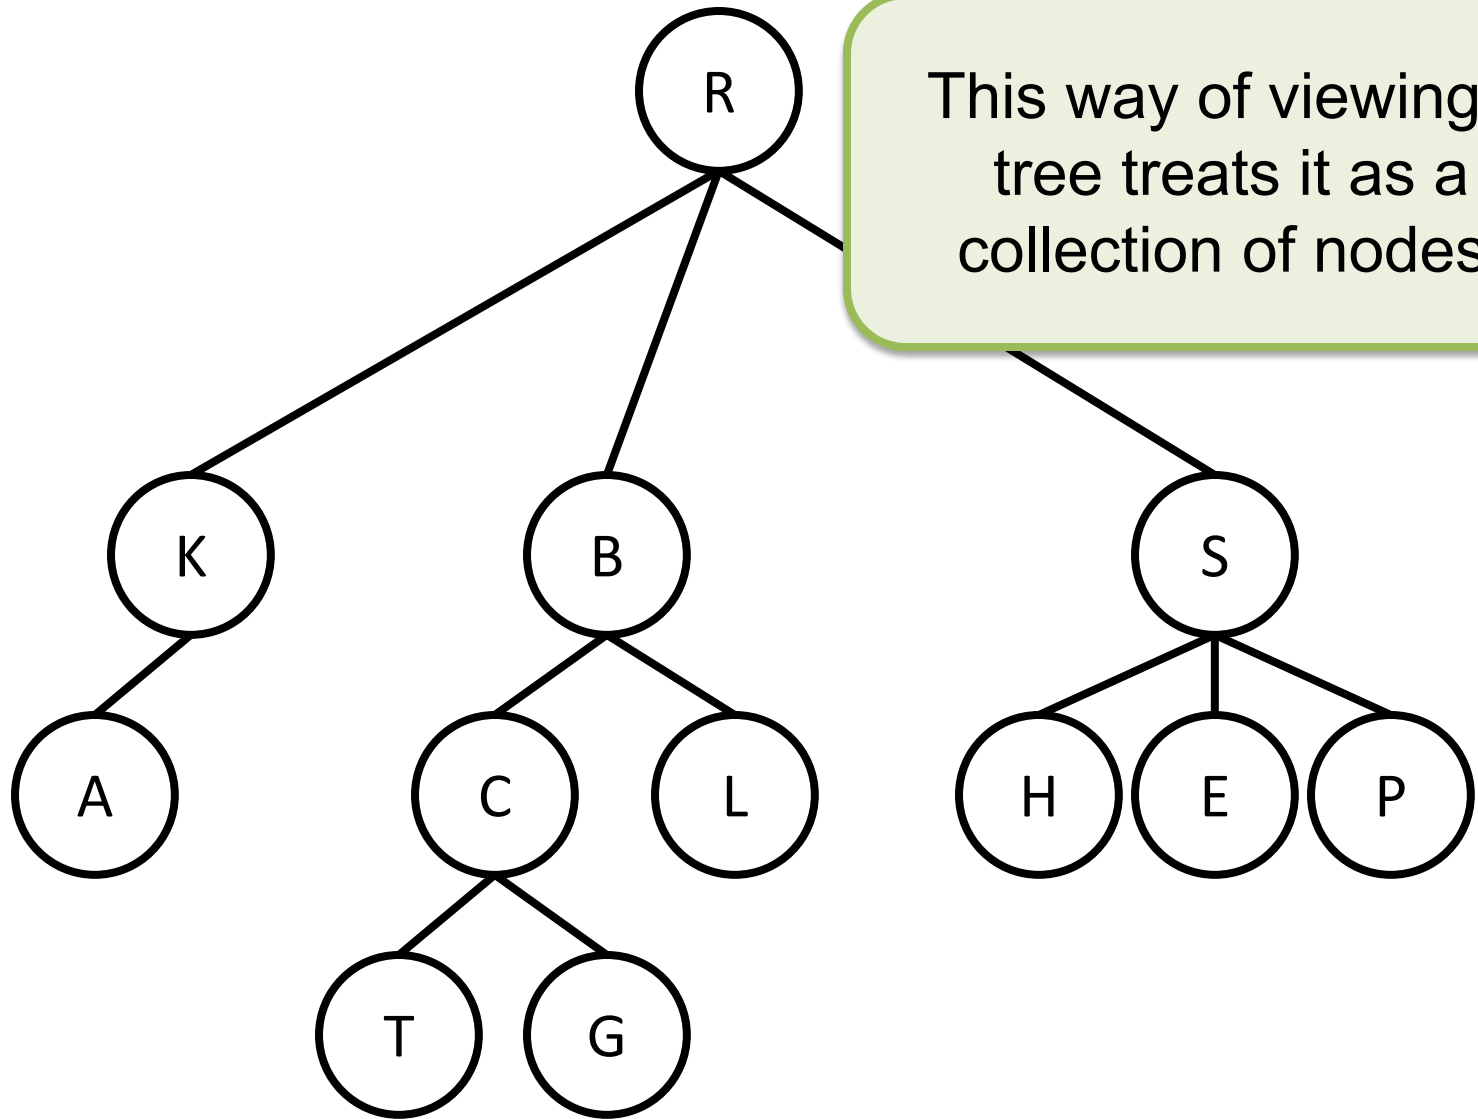 R
This way of viewing
tree treats it as a
collection of nodes
K B S
A C L H E P
T G